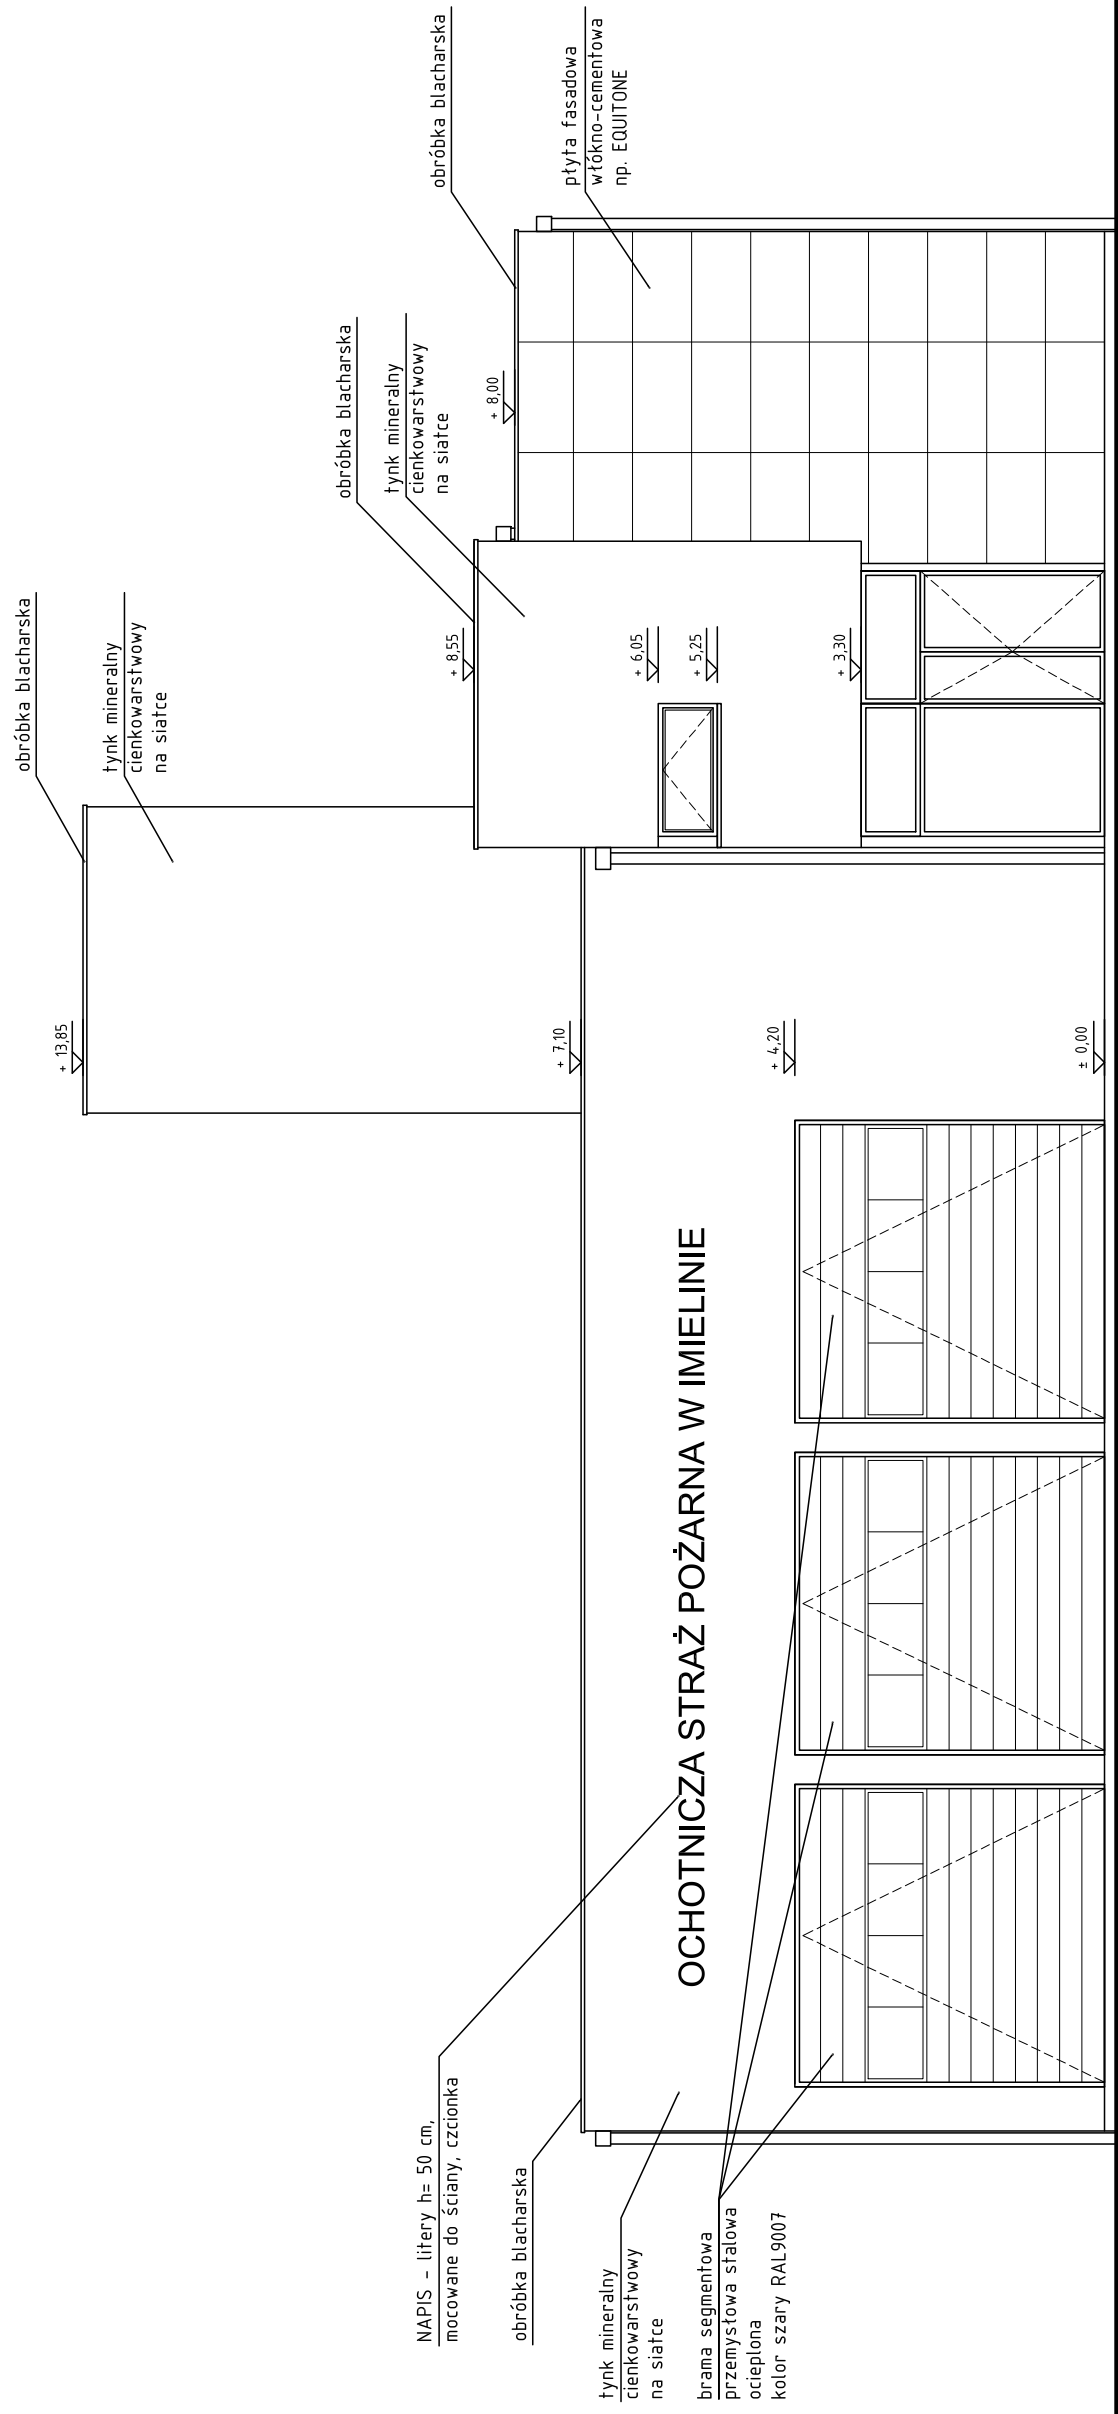 NAPIS - litery h= 50 cm,
mocowane do ściany, czcionka
obróbka blacharska
tynk mineralny
cienkowarstwowy
na siatce
brama segmentowa
przemysłowa stalowa
ocieplona
kolor szary RAL9007
OCHOTNICZA STRAŻ POŻARNA W IMIELINIE
+ 13,85
+ 7,10
+ 4,20
± 0,00
obróbka blacharska
tynk mineralny
cienkowarstwowy
na siatce
+ 8,55
+ 6,05
+ 5,25
+ 3,30
obróbka blacharska
tynk mineralny
cienkowarstwowy
na siatce
+ 8,00
obróbka blacharska
płyta fasadowa
włókno-cementowa
np. EQUITONE